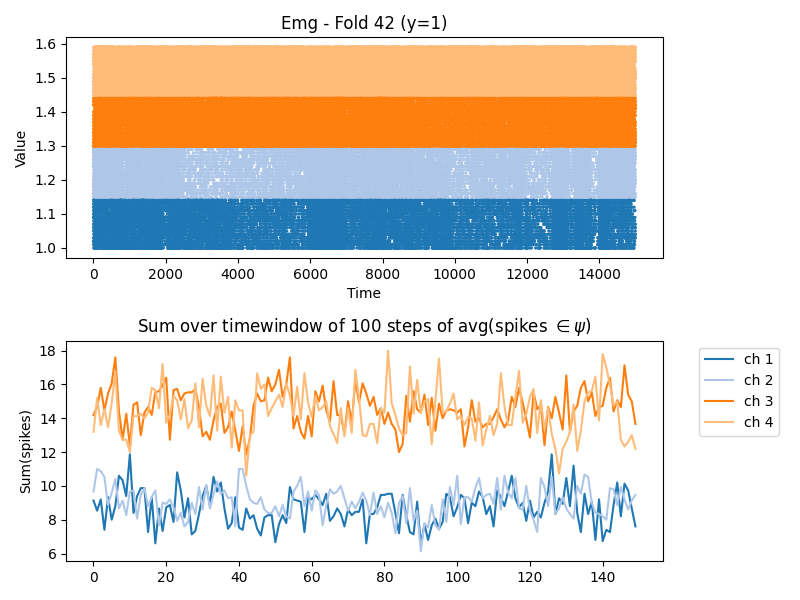 Emg - Fold 42 (y=1)
1.6
1.5
1.4
1.3
1.2
1.1
1.0
Value
0 2000 4000 6000 8000 10000 12000 14000
Time
Sum over timewindow of 100 steps of avg(spikes ∈ ψ)
18
16
14
12
10
8
6
Sum(spikes)
0 20 40 60 80 100 120 140
ch 1
ch 2
ch 3
ch 4